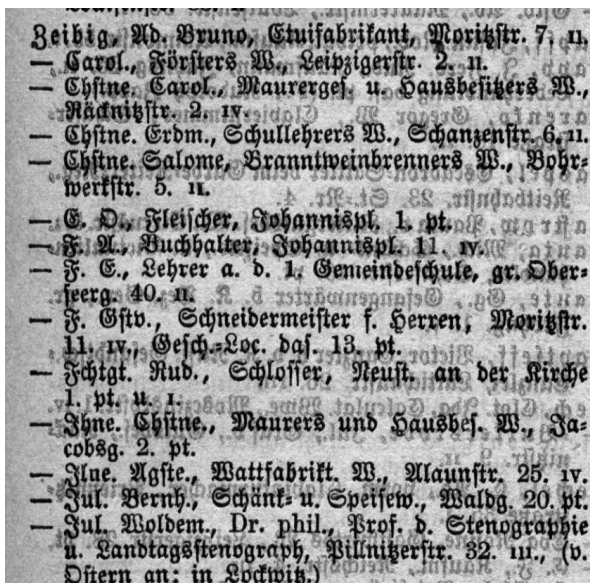 Zeibig, Ad. Bruno, Etuifabrikant, Moritzstr. 7. II.
— Carol., Försters W., Leipzigerstr. 2. II.
— Chstne. Carol., Maurerges. u. Hausbesitzers W.,
Räcknitzstr. 2. IV.
— Chstne. Erdm., Schullehrers W., Schanzenstr. 6. II.
— Chstne. Salome, Branntweinbrenners W., Bohr-
werkstr. 5. II.
— E. O., Fleischer, Johannispl. 1. pt.
— F. A., Buchhalter, Johannispl. 11. IV.
— F. E., Lehrer a. d. 1. Gemeindeschule, gr. Ober-
seerg. 40. II.
— F. Gstv., Schneidermeister f. Herren, Moritzstr.
11. IV., Gesch.-Loc. das. 13. pt.
— Fchtgt. Rud., Schlosser, Neust. an der Kirche
1. pt. u. I.
— Ihne. Chstne., Maurers und Hausbes. W., Ja-
cobsg. 2. pt.
— Ilne. Agste., Wattfabrikt. W., Alaunstr. 25. IV.
— Jul. Bernh., Schänk- u. Speisew., Waldg. 20. pt.
— Jul. Woldem., Dr. phil., Prof. d. Stenographie
u. Landtagsstenograph, Pillnitzerstr. 32. III., (v.
Ostern an: in Lockwitz.)